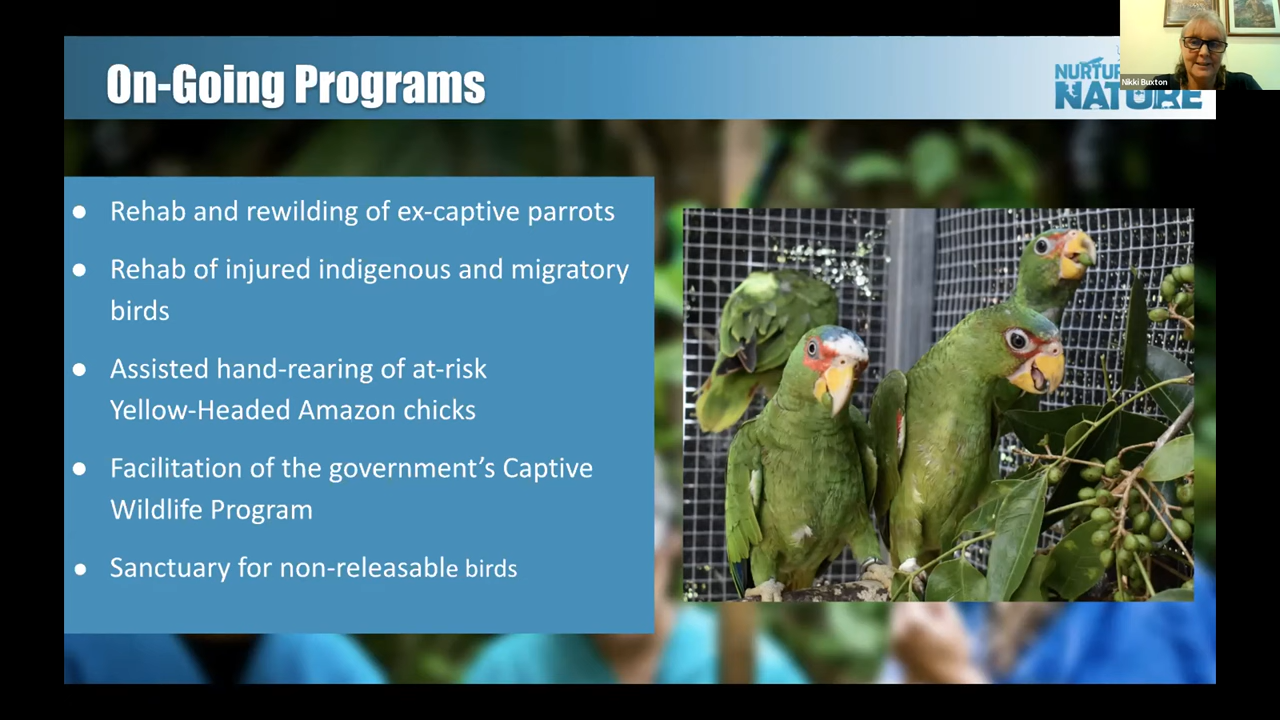 On-Going Programs
NATURE
Nikki Buxton
● Rehab and rewilding of ex-captive parrots
● Rehab of injured indigenous and migratory
birds
● Assisted hand-rearing of at-risk
Yellow-Headed Amazon chicks
● Facilitation of the government’s Captive
Wildlife Program
● Sanctuary for non-releasable birds